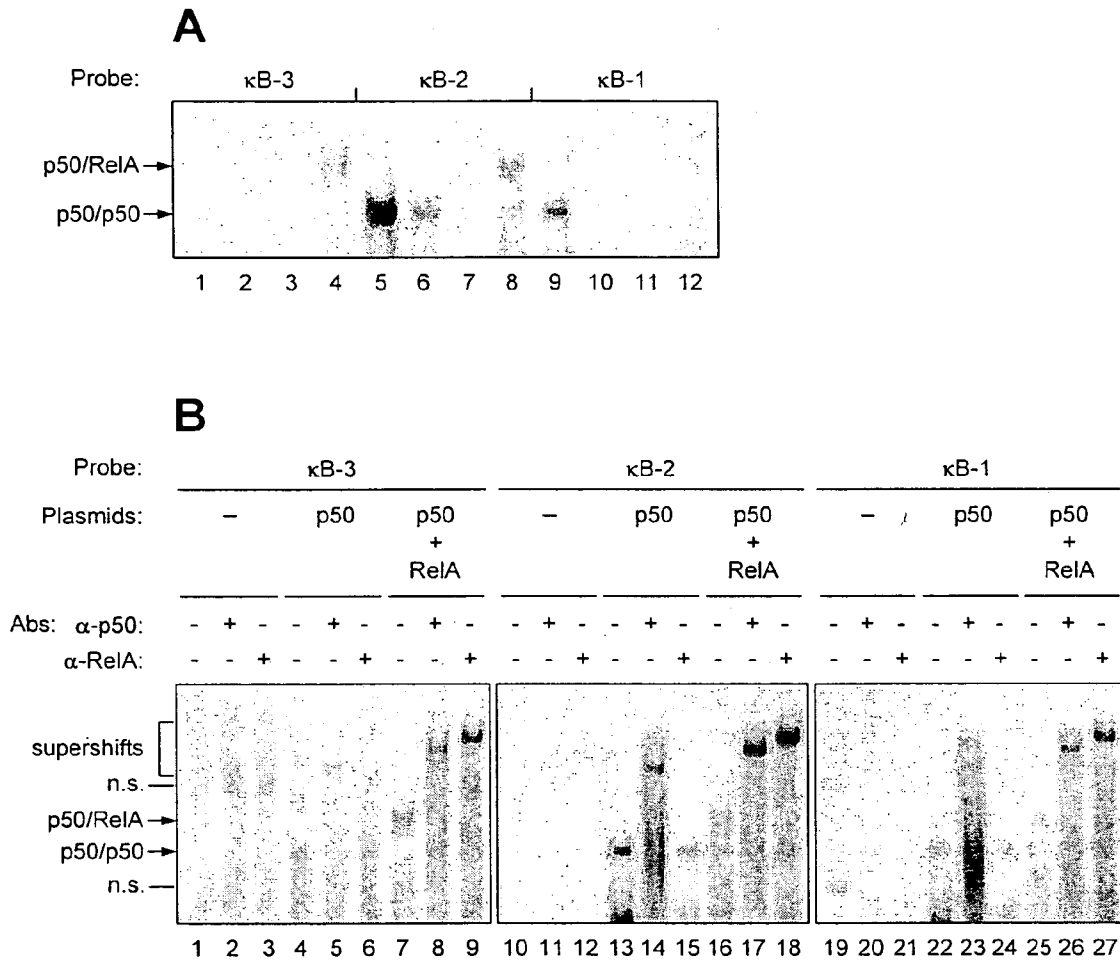 A
Probe: κB-3 κB-2 κB-1
p50/RelA
p50/p50
1 2 3 4 5 6 7 8 9 10 11 12
B
Probe: κB-3 κB-2 κB-1
Plasmids: – p50 p50 – p50 p50 – p50 p50
+ + +
RelA RelA RelA
Abs: α-p50: - + - - + - - + - - + - - + - - + - - + - - + - - + -
α-RelA: - - + - - + - - + - - + - - + - - + - - + - - + - - +
supershifts
n.s.
p50/RelA
p50/p50
n.s.
1 2 3 4 5 6 7 8 9 10 11 12 13 14 15 16 17 18 19 20 21 22 23 24 25 26 27